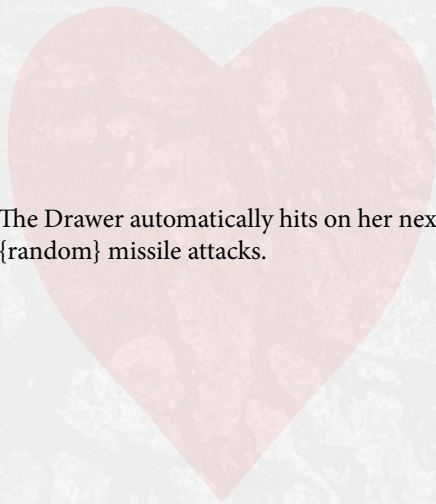 The Drawer automatically hits on her nex
{random} missile attacks.